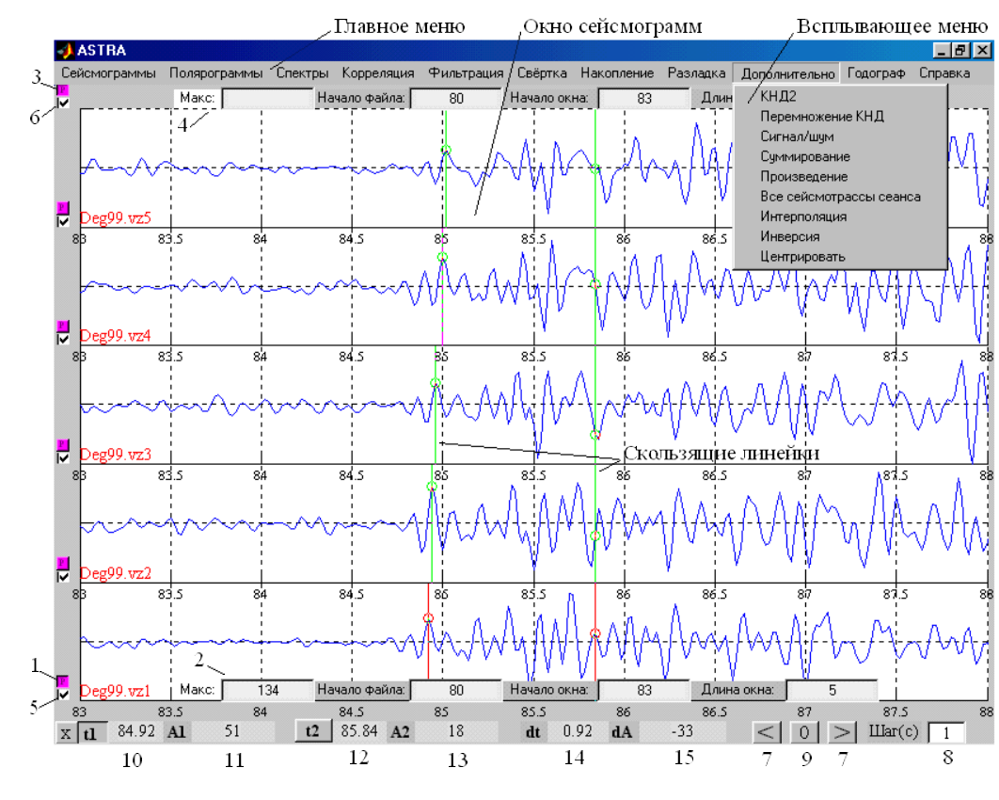 Главное меню Окно сейсмограмм Всплывающее меню
ASTRA
Сейсмограммы Полярограммы Спектры Корреляция Фильтрация Свёртка Накопление Разладка Дополнительно Годограф Справка
3
6
Макс: Начало файла: 80 Начало окна: 83 Длин
4
КНД2
Перемножение КНД
Сигнал/шум
Суммирование
Произведение
Все сейсмотрассы сеанса
Интерполяция
Инверсия
Центрировать
Deg99.vz5
83 83.5 84 84.5 85 85.5 86 86.5 87 87.5 88
Deg99.vz4
83 83.5 84 84.5 85 85.5 86 86.5 87 87.5 88
Скользящие линейки
Deg99.vz3
83 83.5 84 84.5 85 85.5 86 86.5 87 87.5 88
Deg99.vz2
83 83.5 84 84.5 85 85.5 86 86.5 87 87.5 88
1
2
5
Deg99.vz1 Макс: 134 Начало файла: 80 Начало окна: 83 Длина окна: 5
83 83.5 84 84.5 85 85.5 86 86.5 87 87.5 88
x t1 84.92 A1 51 t2 85.84 A2 18 dt 0.92 dA -33 < 0 > Шаг(с) 1
10 11 12 13 14 15 7 9 7 8